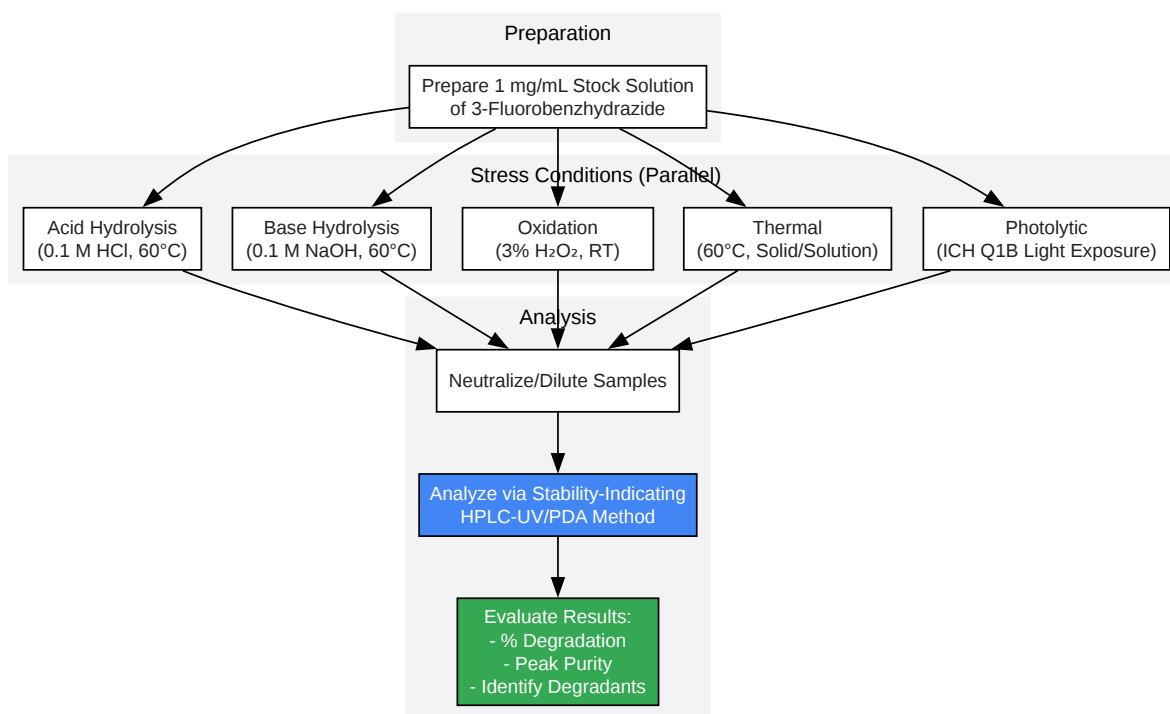 Preparation
Prepare 1 mg/mL Stock Solution
of 3-Fluorobenzhydrazide
Stress Conditions (Parallel)
Acid Hydrolysis
(0.1 M HCl, 60°C)
Base Hydrolysis
(0.1 M NaOH, 60°C)
Oxidation
(3% H₂O₂, RT)
Thermal
(60°C, Solid/Solution)
Photolytic
(ICH Q1B Light Exposure)
Analysis
Neutralize/Dilute Samples
Analyze via Stability-Indicating
HPLC-UV/PDA Method
Evaluate Results:
- % Degradation
- Peak Purity
- Identify Degradants